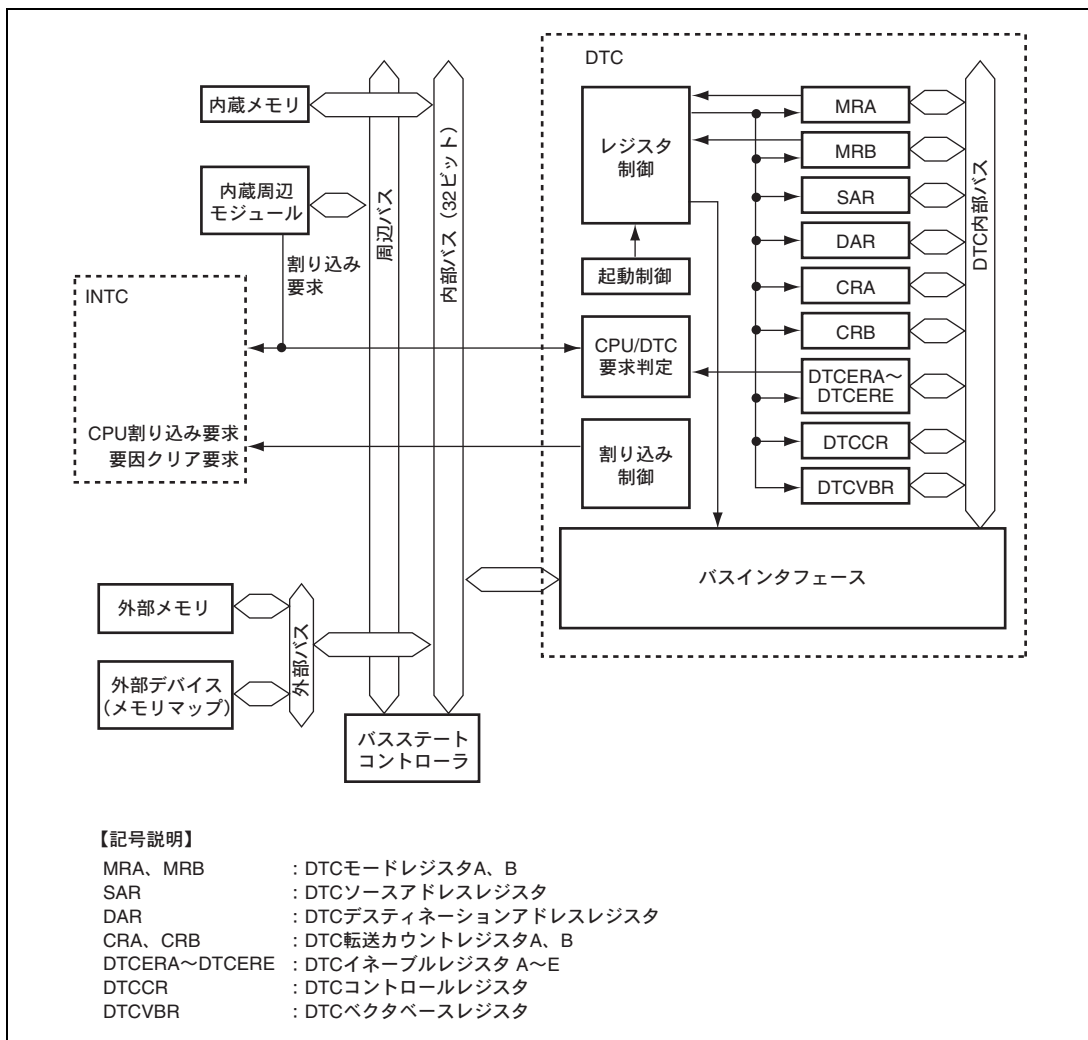 DTC
内蔵メモリ
MRA
レジスタ
制御
MRB
内蔵周辺
モジュール
SAR
周辺バス
内部バス（32ビット）
DTC内部バス
DAR
割り込み
要求
起動制御
CRA
INTC
CRB
CPU/DTC
要求判定
DTCERA～
DTCERE
CPU割り込み要求
要因クリア要求
割り込み
制御
DTCCR
DTCVBR
バスインタフェース
外部メモリ
外部バス
外部デバイス
（メモリマップ）
バスステート
コントローラ
【記号説明】
MRA、MRB ：DTCモードレジスタA、B
SAR ：DTCソースアドレスレジスタ
DAR ：DTCデスティネーションアドレスレジスタ
CRA、CRB ：DTC転送カウントレジスタA、B
DTCERA～DTCERE ：DTCイネーブルレジスタ A～E
DTCCR ：DTCコントロールレジスタ
DTCVBR ：DTCベクタベースレジスタ